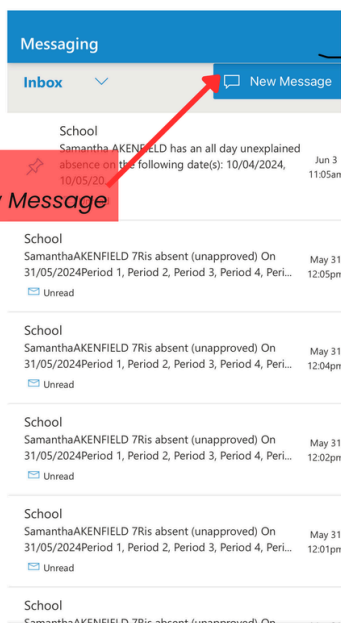 Messaging
Inbox
New Message
School
Samantha AKENFIELD has an all day unexplained
absence on the following date(s): 10/04/2024,
10/05/20...
Jun 3
11:05am
Message
School
SamanthaAKENFIELD 7Ris absent (unapproved) On
31/05/2024Period 1, Period 2, Period 3, Period 4, Peri...
Unread
May 31
12:05pm
School
SamanthaAKENFIELD 7Ris absent (unapproved) On
31/05/2024Period 1, Period 2, Period 3, Period 4, Peri...
Unread
May 31
12:04pm
School
SamanthaAKENFIELD 7Ris absent (unapproved) On
31/05/2024Period 1, Period 2, Period 3, Period 4, Peri...
Unread
May 31
12:02pm
School
SamanthaAKENFIELD 7Ris absent (unapproved) On
31/05/2024Period 1, Period 2, Period 3, Period 4, Peri...
Unread
May 31
12:01pm
School
SamanthaAKENFIELD 7Ris absent (unapproved) On